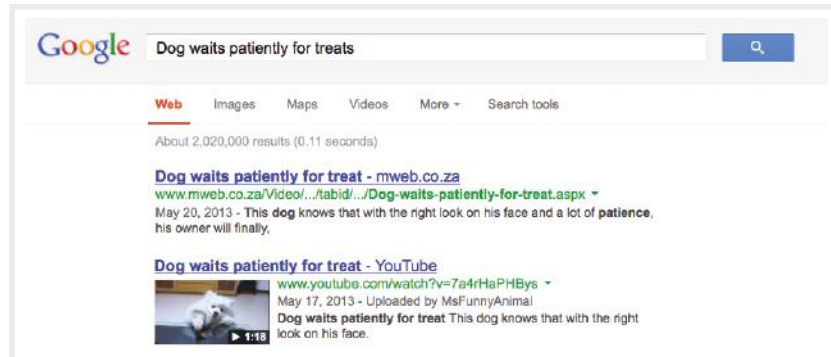 Google Dog waits patiently for treats
Web Images Maps Videos More Search tools
About 2,020,000 results (0.11 seconds)
Dog waits patiently for treat - mweb.co.za
www.mweb.co.za/Video/.../tabid/.../Dog-waits-patiently-for-treat.aspx
May 20, 2013 - This dog knows that with the right look on his face and a lot of patience,
his owner will finally,
Dog waits patiently for treat - YouTube
www.youtube.com/watch?v=7a4rHaPHBys
May 17, 2013 - Uploaded by MsFunnyAnimal
Dog waits patiently for treat This dog knows that with the right
1:18 look on his face.